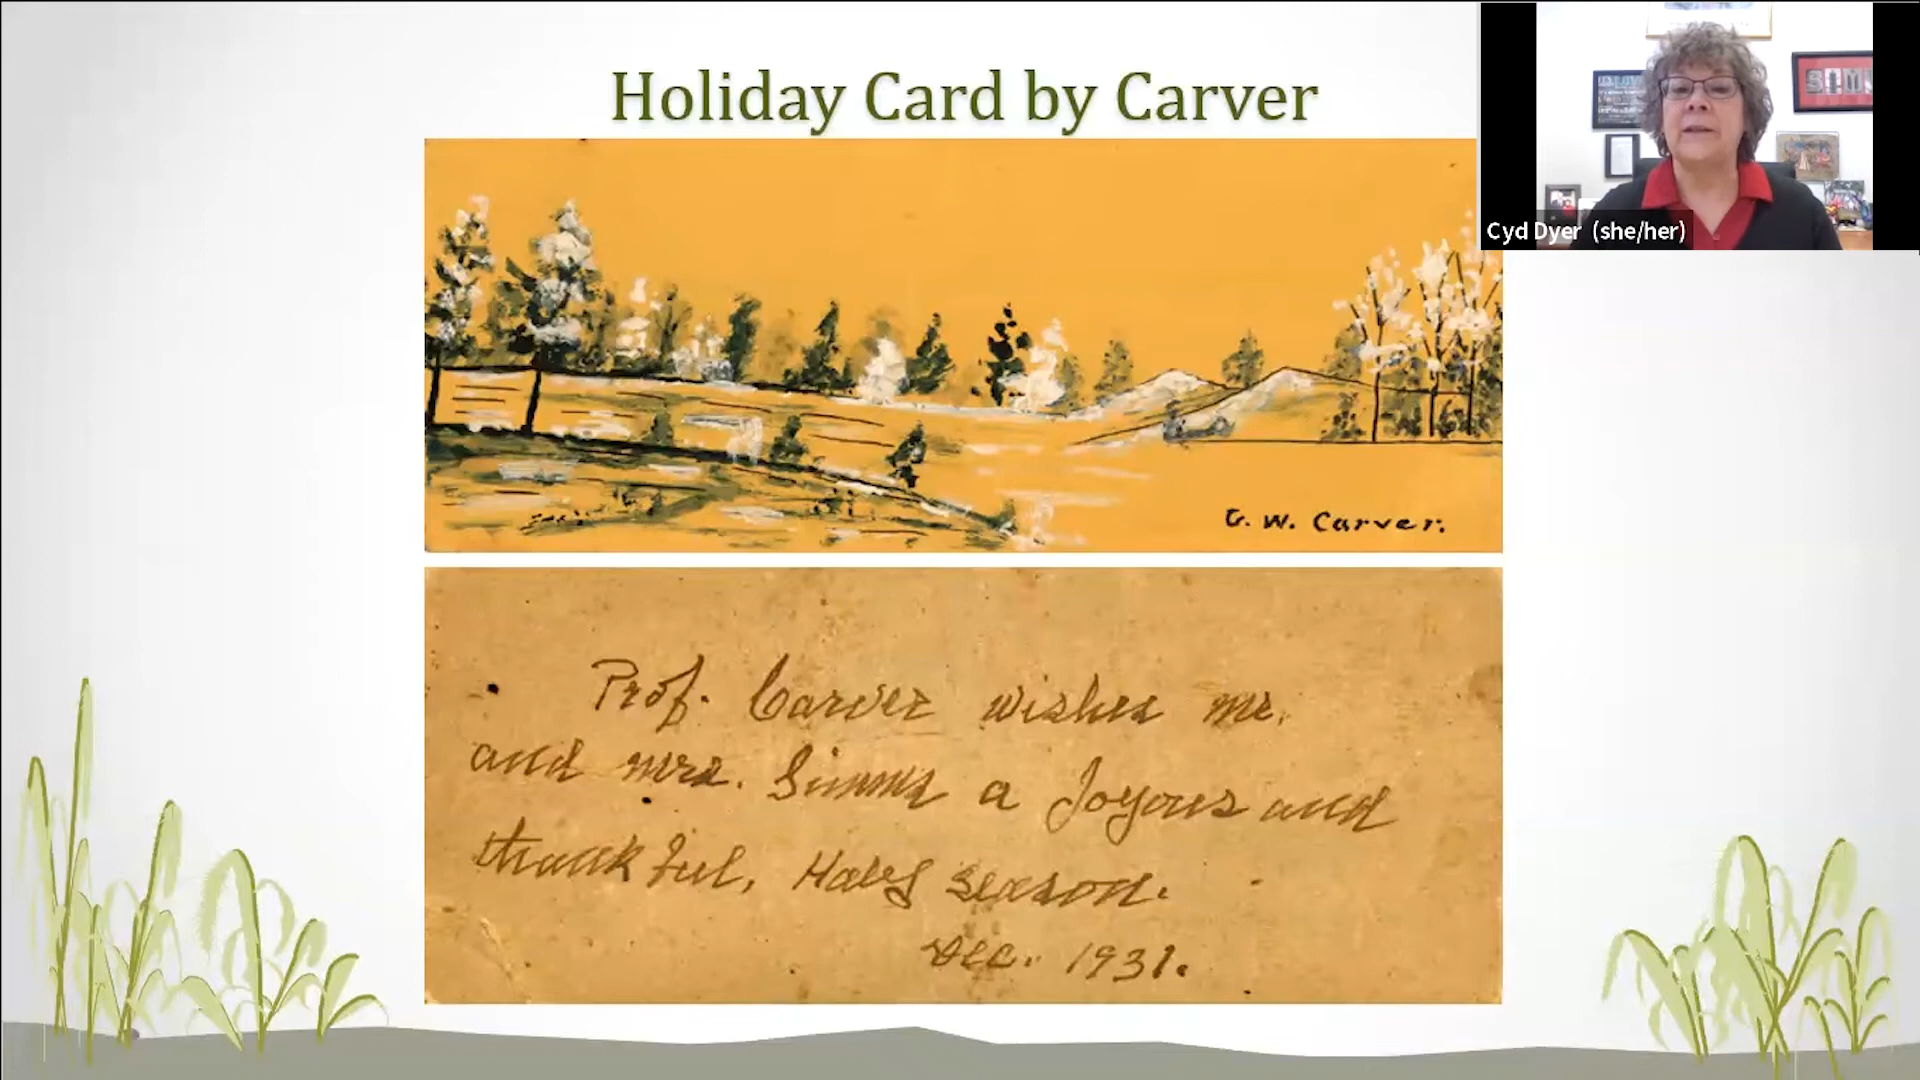 Holiday Card by Carver
G. W. Carver.
Prof. Carver wishes Mr.
and Mrs. Simms a Joyous and
thankful, Holy Season.
Dec. 1931.
Cyd Dyer (she/her)